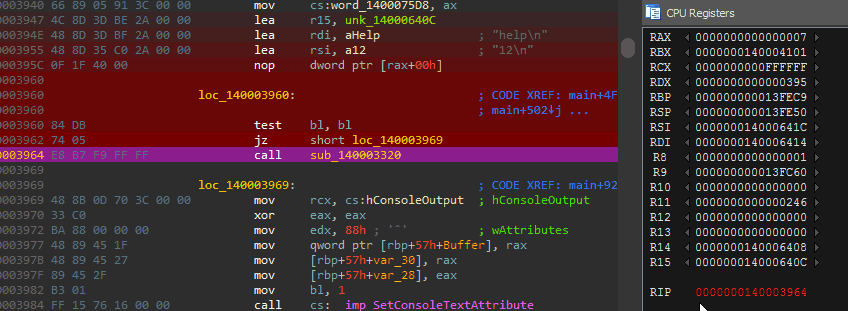 0003940 66 89 05 91 3C 00 00 mov cs:word_1400075D8, ax
4C 8D 3D BE 2A 00 00 lea r15, unk_14000640C
000394E 48 8D 3D BF 2A 00 00 lea rdi, aHelp ; "help\n"
0003955 48 8D 35 C0 2A 00 00 lea rsi, a12 ; "12\n"
000395C 0F 1F 40 00 nop dword ptr [rax+00h]
0003960
0003960 loc_140003960: ; CODE XREF: main+4F
0003960 ; main+502↓j ...
0003960 84 DB test bl, bl
0003962 74 05 jz short loc_140003969
0003964 E8 B7 F9 FF FF call sub_140003320
0003969
0003969 loc_140003969: ; CODE XREF: main+92
0003969 48 8B 0D 70 3C 00 00 mov rcx, cs:hConsoleOutput ; hConsoleOutput
0003970 33 C0 xor eax, eax
0003972 BA 88 00 00 00 mov edx, 88h ; wAttributes
0003977 48 89 45 1F mov qword ptr [rbp+57h+Buffer], rax
000397B 48 89 45 27 mov [rbp+57h+var_30], rax
000397F 89 45 2F mov [rbp+57h+var_28], eax
0003982 B3 01 mov bl, 1
0003984 FF 15 76 16 00 00 call cs:__imp_SetConsoleTextAttribute
CPU Registers
RAX 0000000000000007
RBX 0000000140004101
RCX 0000000000FFFFFF
RDX 0000000000000395
RBP 000000000013FEC9
RSP 000000000013FE50
RSI 000000014000641C
RDI 0000000140006414
R8 0000000000000001
R9 000000000013FC60
R10 0000000000000000
R11 0000000000000246
R12 0000000000000000
R13 0000000000000000
R14 0000000140006408
R15 000000014000640C
RIP 0000000140003964